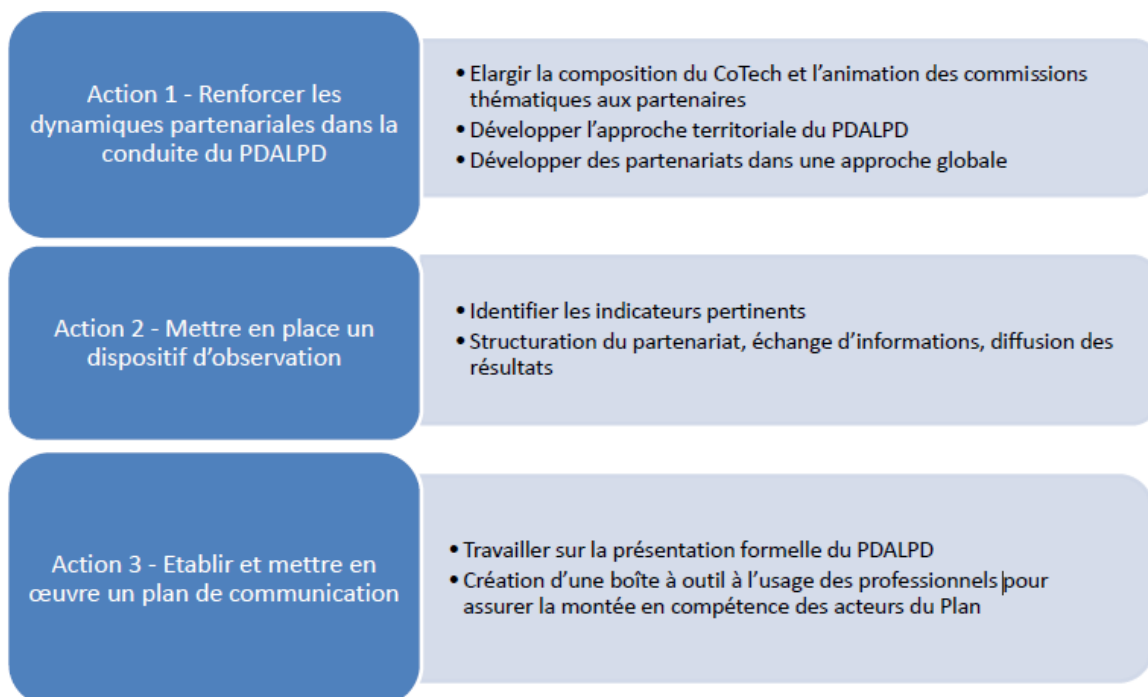 Action 1 - Renforcer les
dynamiques partenariales dans la
conduite du PDALPD
• Elargir la composition du CoTech et l’animation des commissions
thématiques aux partenaires
• Développer l’approche territoriale du PDALPD
• Développer des partenariats dans une approche globale
Action 2 - Mettre en place un
dispositif d’observation
• Identifier les indicateurs pertinents
• Structuration du partenariat, échange d’informations, diffusion des
résultats
Action 3 - Etablir et mettre en
œuvre un plan de communication
• Travailler sur la présentation formelle du PDALPD
• Création d’une boîte à outil à l’usage des professionnels pour
assurer la montée en compétence des acteurs du Plan